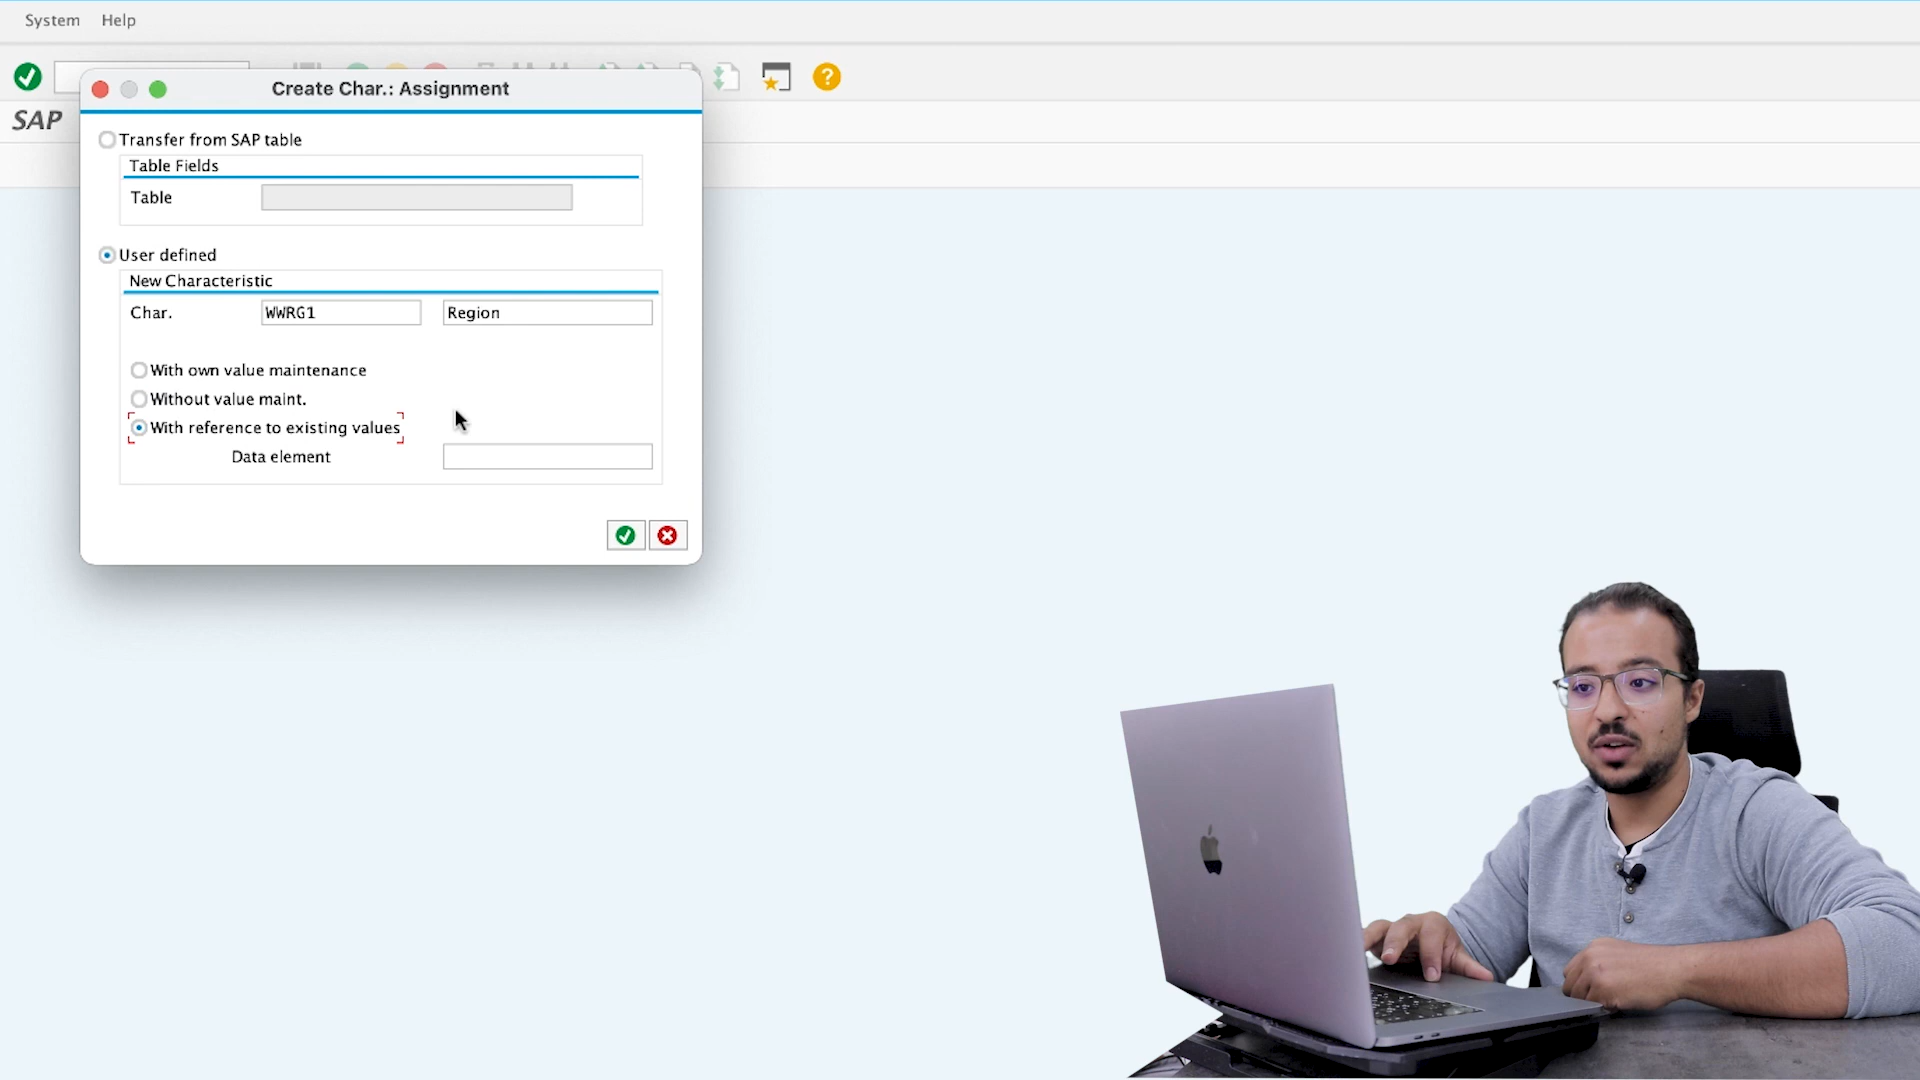 System Help
Create Char.: Assignment
?
SAP
Transfer from SAP table
Table Fields
Table
User defined
New Characteristic
Char. WWRG1 Region
With own value maintenance
Without value maint.
With reference to existing values
Data element